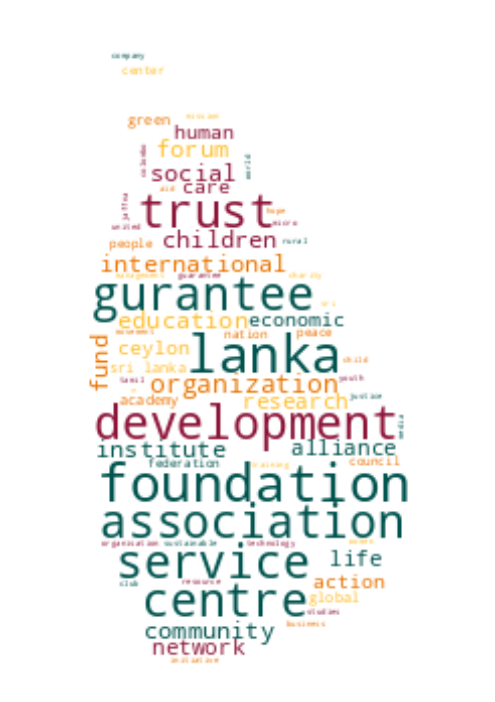 company
center
green mission
human
colombo forum world
social
aid care
jaffna trust hope
united micro
people children rural
international
management guarantee charity
gurantee sri
education economic
movement nation peace
fund ceylon lanka child
sri lanka
tamil organization youth
academy research justice
development media
institute alliance
federation training council
foundation
association
organisation sustainable technology women
service life
club resource action
centre global
studies
community business
network
initiative